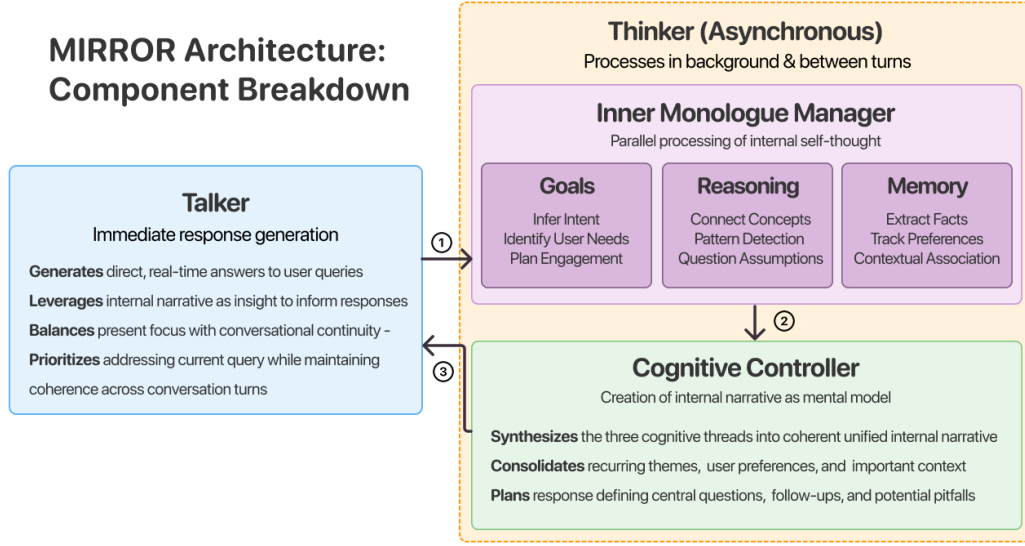 MIRROR Architecture:
Component Breakdown
Talker
Immediate response generation
Generates direct, real-time answers to user queries
Leverages internal narrative as insight to inform responses
Balances present focus with conversational continuity -
Prioritizes addressing current query while maintaining
coherence across conversation turns
1
Thinker (Asynchronous)
Processes in background & between turns
Inner Monologue Manager
Parallel processing of internal self-thought
Goals
Infer Intent
Identify User Needs
Plan Engagement
Reasoning
Connect Concepts
Pattern Detection
Question Assumptions
Memory
Extract Facts
Track Preferences
Contextual Association
2
Cognitive Controller
Creation of internal narrative as mental model
Synthesizes the three cognitive threads into coherent unified internal narrative
Consolidates recurring themes, user preferences, and important context
Plans response defining central questions, follow-ups, and potential pitfalls
3